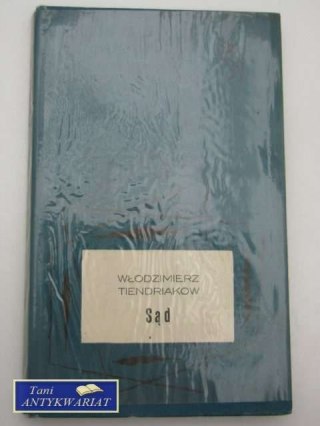 WŁODZIMIERZ
TIENDRIAKOW
Sąd
Tani
ANTYKWARIAT